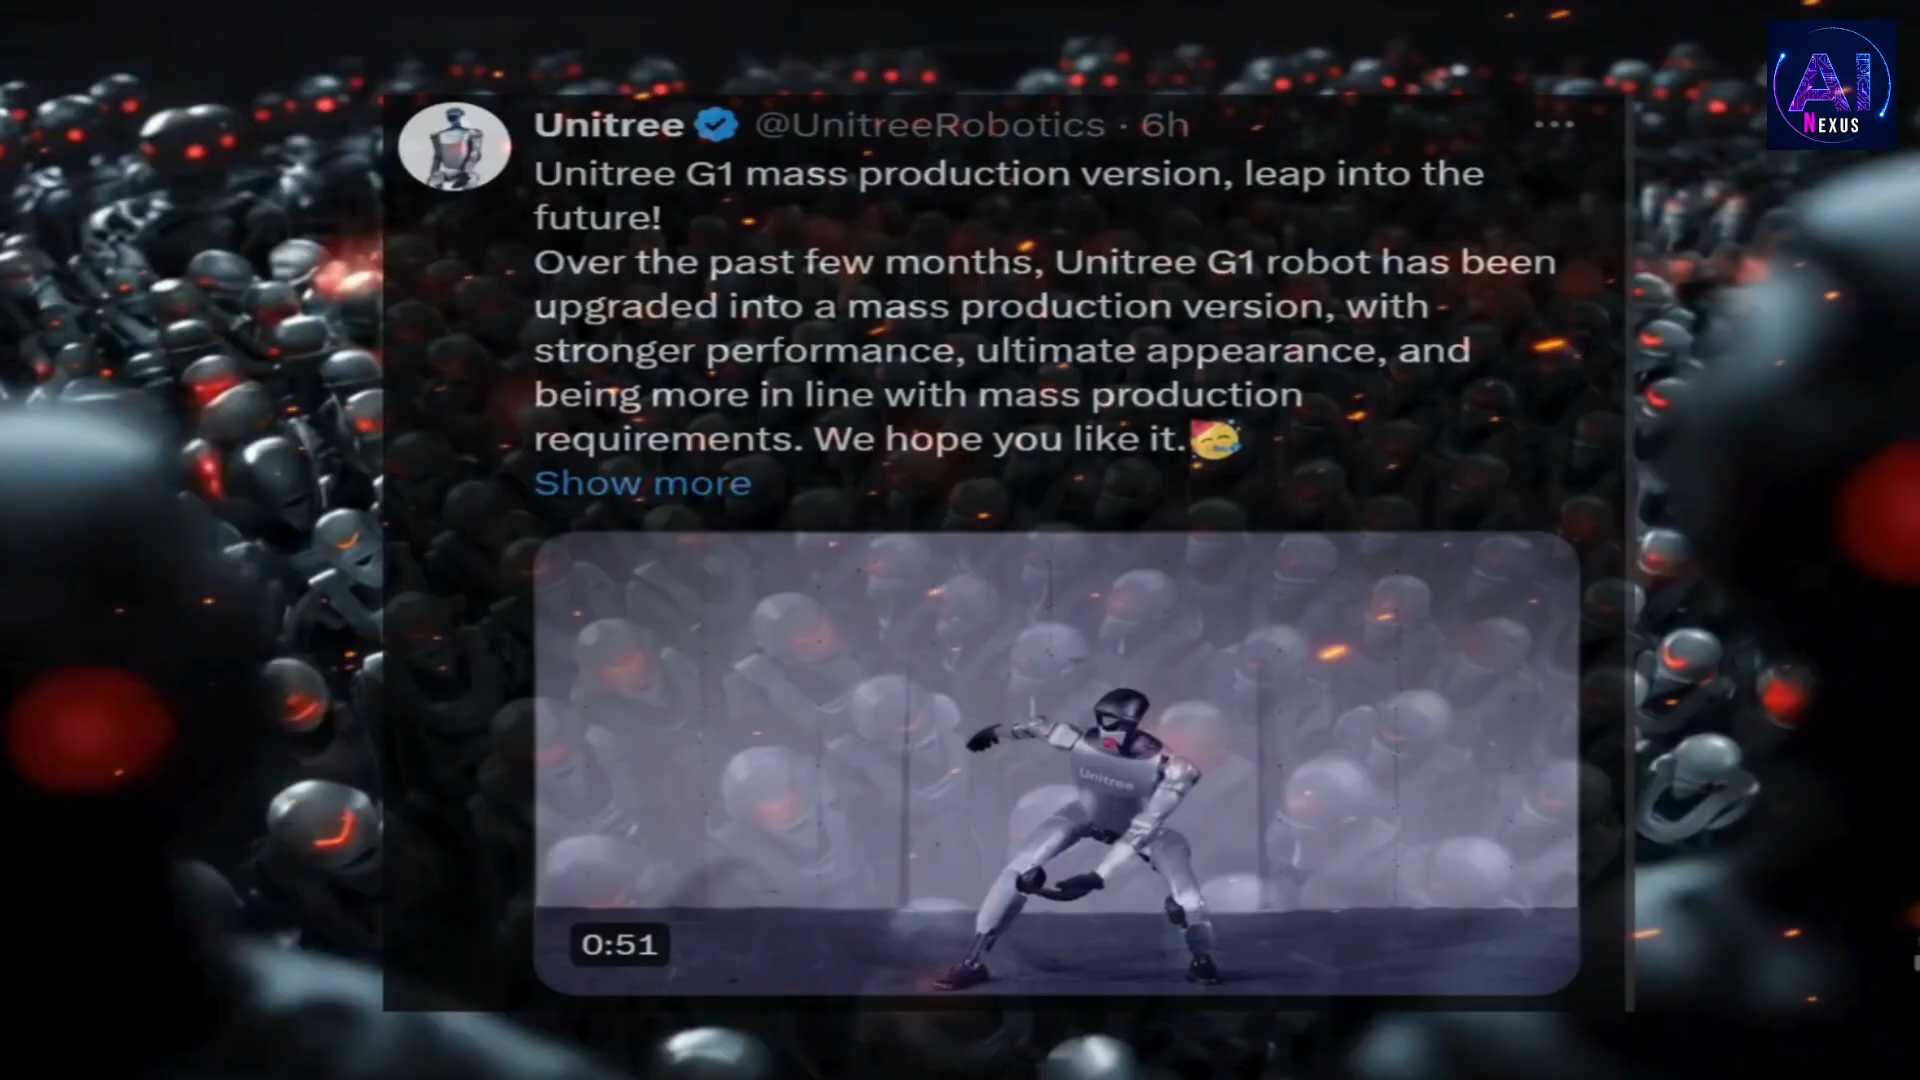 AI
NEXUS
Unitree @UnitreeRobotics · 6h
Unitree G1 mass production version, leap into the
future!
Over the past few months, Unitree G1 robot has been
upgraded into a mass production version, with
stronger performance, ultimate appearance, and
being more in line with mass production
requirements. We hope you like it.🥳
Show more
Unitree
0:51